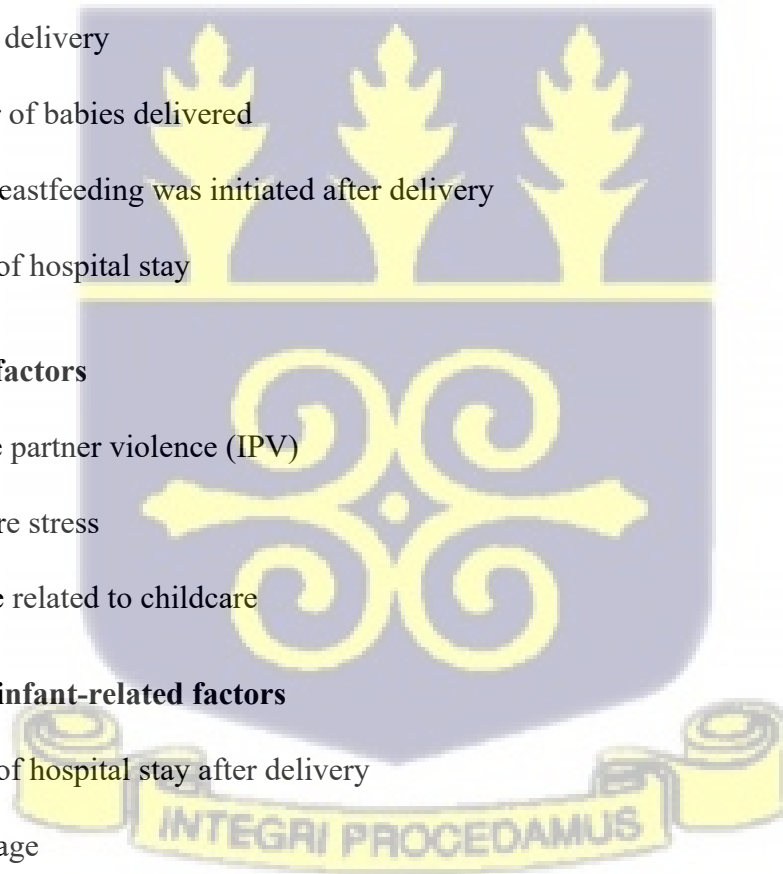 delivery
r of babies delivered
eastfeeding was initiated after delivery
of hospital stay
factors
e partner violence (IPV)
re stress
e related to childcare
infant-related factors
of hospital stay after delivery
INTEGRI PROCEDAMUS
age